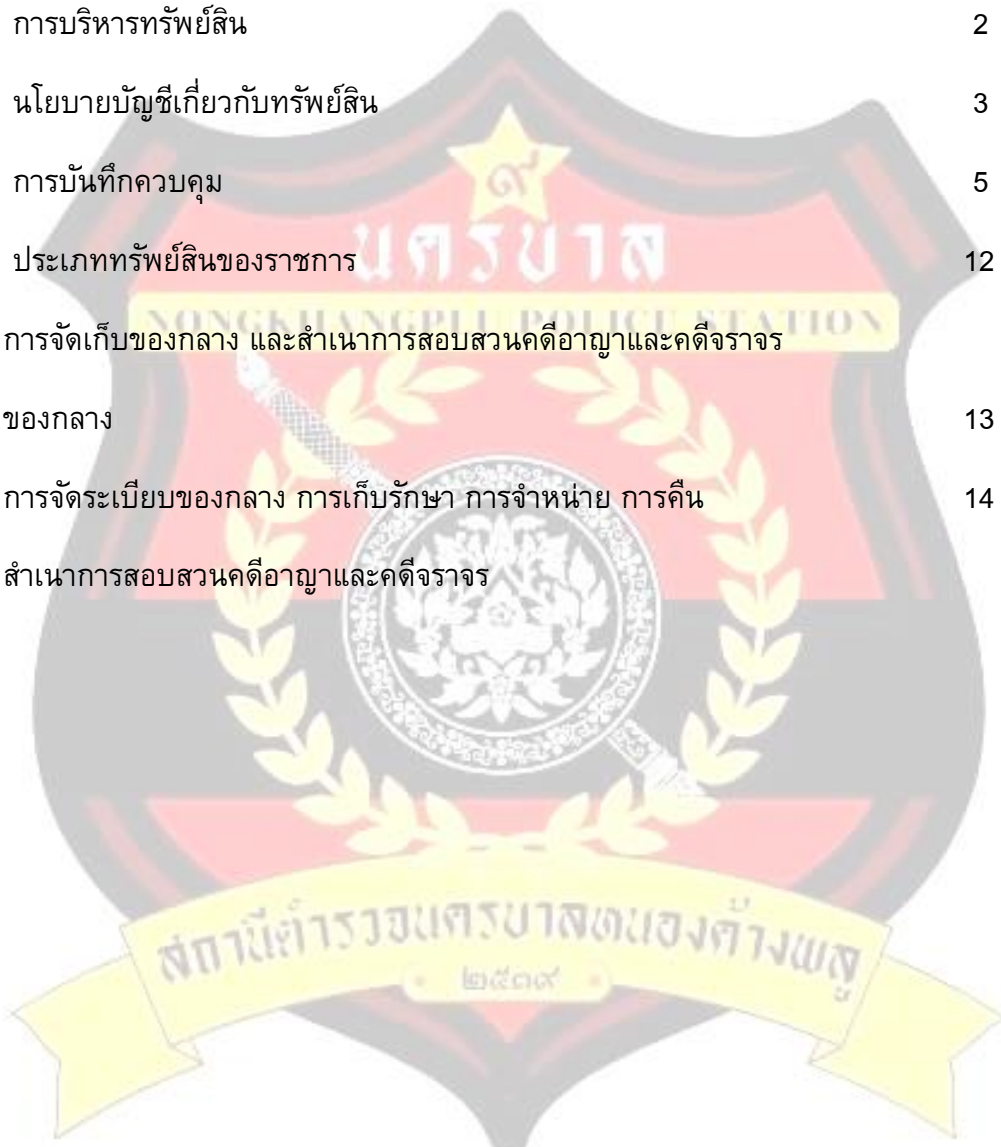 การบริหารทรัพย์สิน 2
นโยบายบัญชีเกี่ยวกับทรัพย์สิน 3
การบันทึกควบคุม 5
๙
นครบาล
ประเภททรัพย์สินของราชการ 12
NONGKHANGPLU POLICE STATION
การจัดเก็บของกลาง และสำเนาการสอบสวนคดีอาญาและคดีจราจร
ของกลาง 13
การจัดระเบียบของกลาง การเก็บรักษา การจำหน่าย การคืน 14
สำเนาการสอบสวนคดีอาญาและคดีจราจร
สถานีตำรวจนครบาลหนองค้างพลู
๒๕๓๙